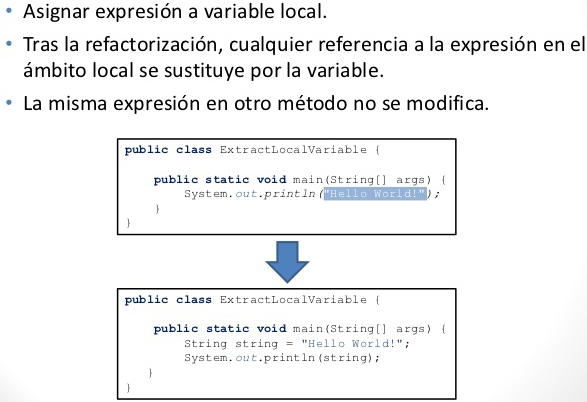 • Asignar expresión a variable local.
• Tras la refactorización, cualquier referencia a la expresión en el
ámbito local se sustituye por la variable.
• La misma expresión en otro método no se modifica.
public class ExtractLocalVariable {
public static void main(String[] args) {
System.out.println("Hello World!");
}
}
public class ExtractLocalVariable {
public static void main(String[] args) {
String string = "Hello World!";
System.out.println(string);
}
}